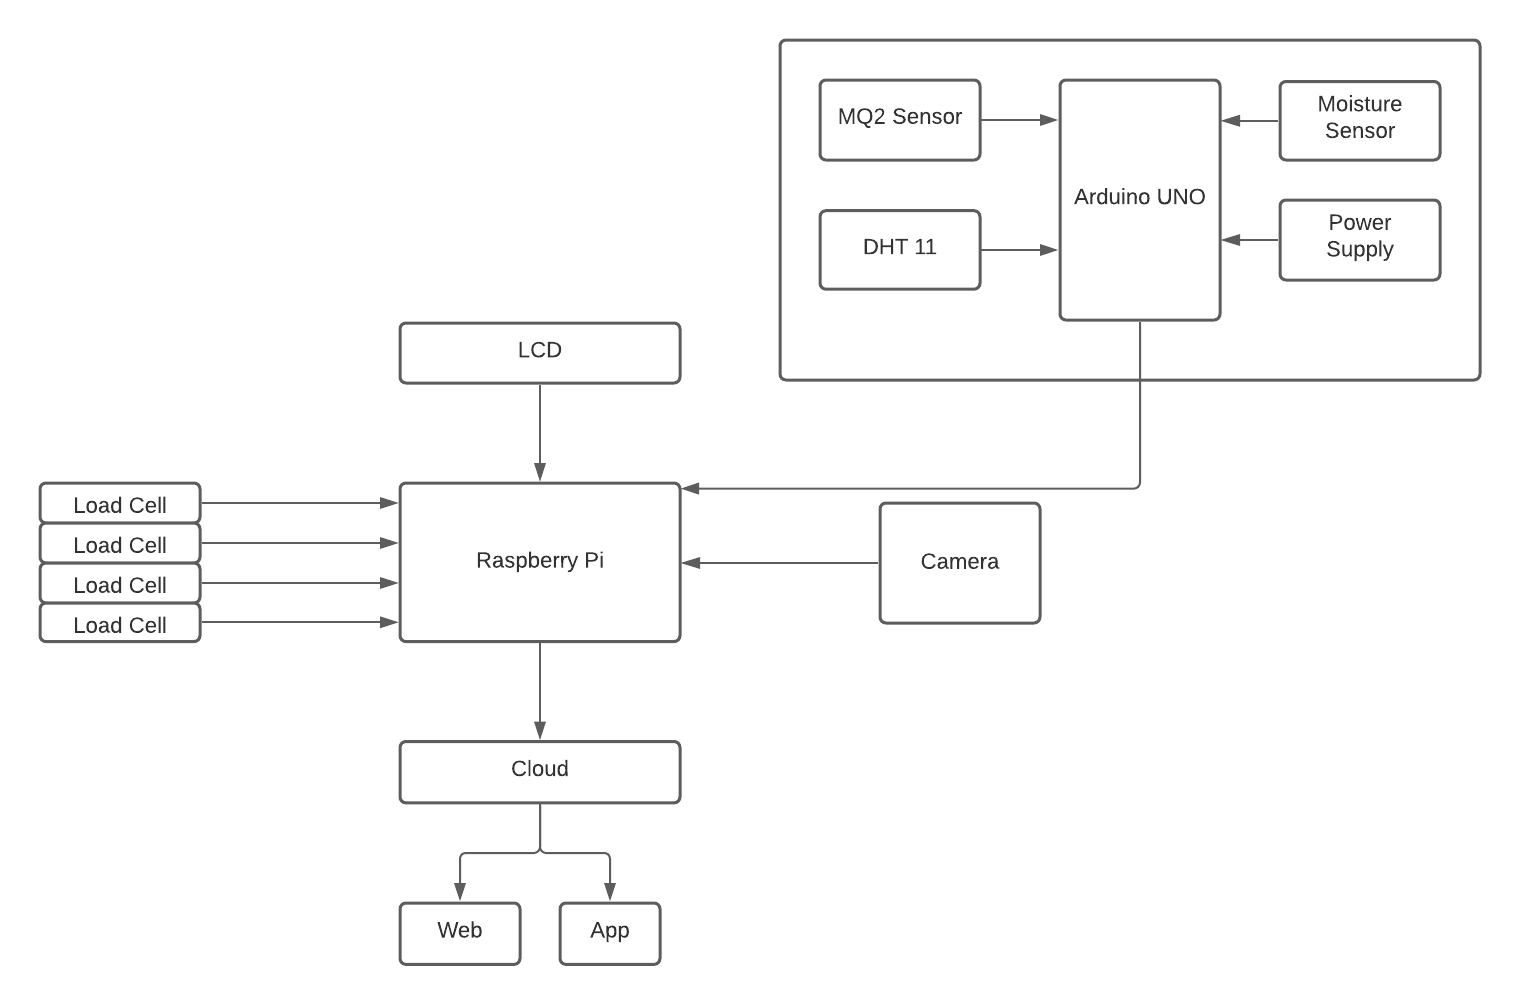 MQ2 Sensor
Arduino UNO
Moisture
Sensor
DHT 11
Power
Supply
LCD
Load Cell
Load Cell
Load Cell
Load Cell
Raspberry Pi
Camera
Cloud
Web
App